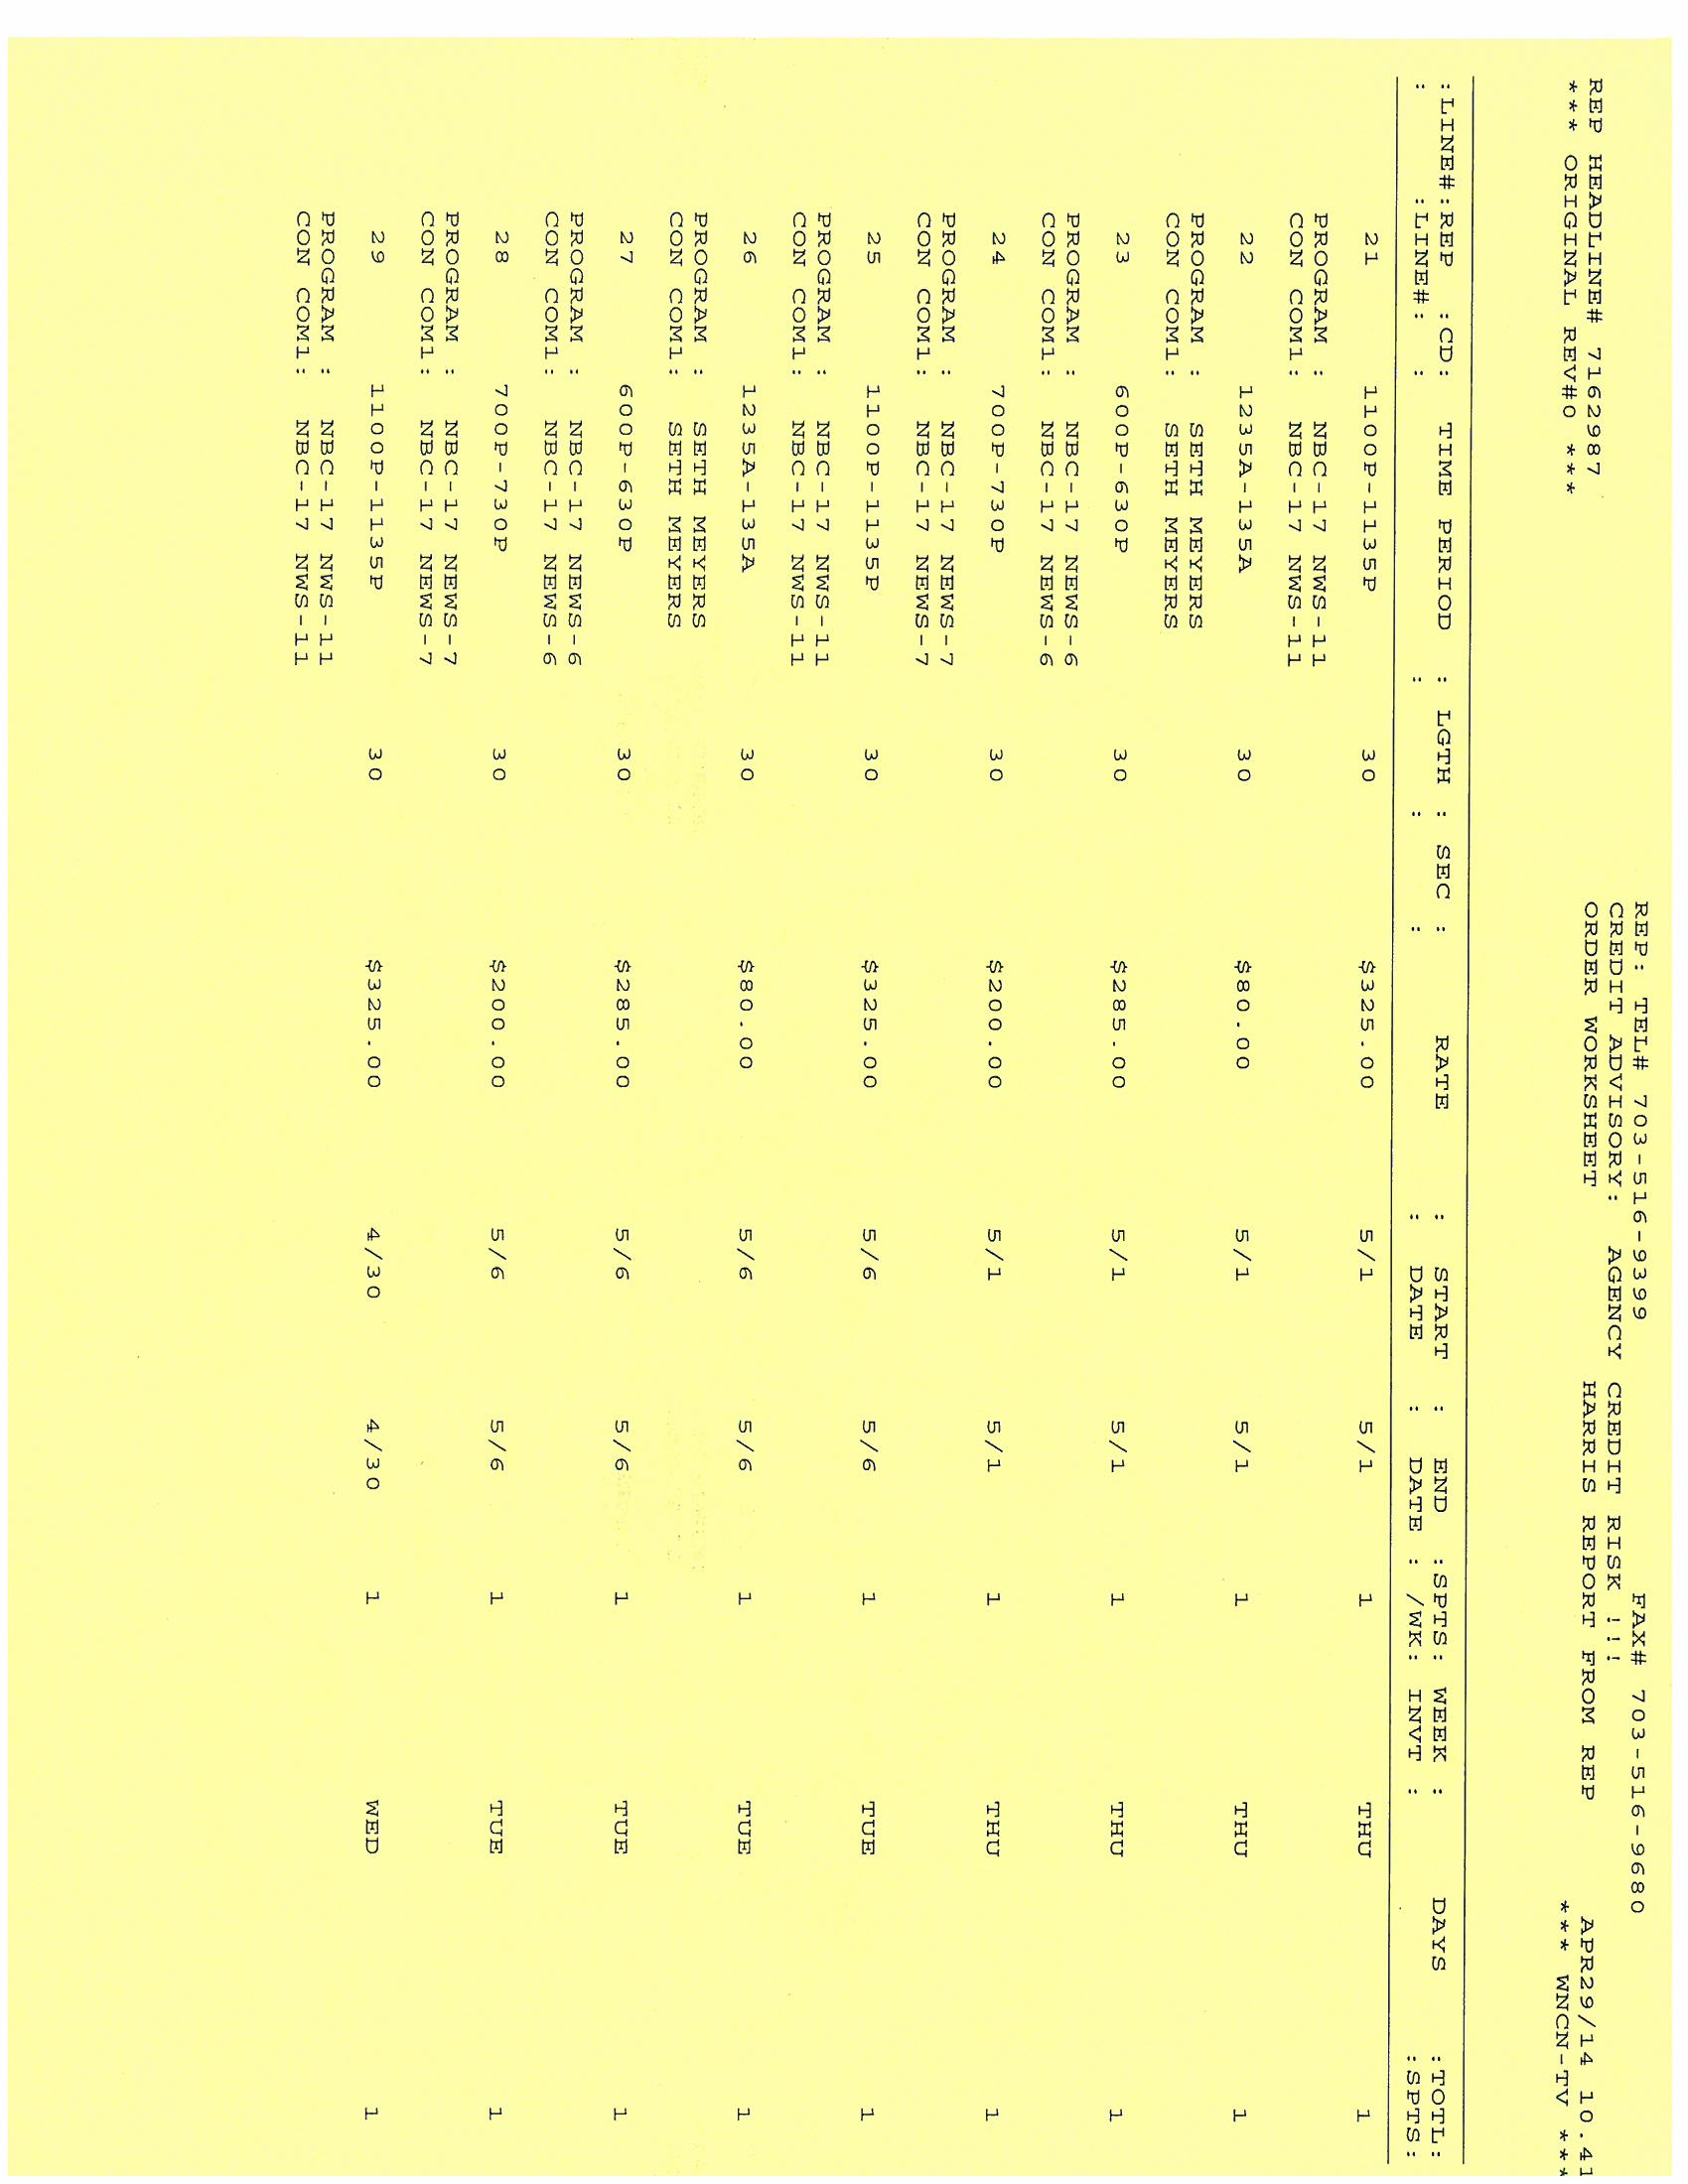 REP: TEL# 703-516-9399 FAX# 703-516-9680
CREDIT ADVISORY: AGENCY CREDIT RISK !!!
REP HEADLINE# 7162987 ORDER WORKSHEET HARRIS REPORT FROM REP APR29/14 10.41
*** ORIGINAL REV#0 *** *** WNCN-TV ***
:LINE#:REP :CD: TIME PERIOD : LGTH : SEC : RATE : START : END :SPTS: WEEK : DAYS :TOTL:
: :LINE#: : : : : : DATE : DATE : /WK: INVT : :SPTS:
21 1100P-1135P 30 $325.00 5/1 5/1 1 THU 1
PROGRAM : NBC-17 NWS-11
CON COM1: NBC-17 NWS-11
22 1235A-135A 30 $80.00 5/1 5/1 1 THU 1
PROGRAM : SETH MEYERS
CON COM1: SETH MEYERS
23 600P-630P 30 $285.00 5/1 5/1 1 THU 1
PROGRAM : NBC-17 NEWS-6
CON COM1: NBC-17 NEWS-6
24 700P-730P 30 $200.00 5/1 5/1 1 THU 1
PROGRAM : NBC-17 NEWS-7
CON COM1: NBC-17 NEWS-7
25 1100P-1135P 30 $325.00 5/6 5/6 1 TUE 1
PROGRAM : NBC-17 NWS-11
CON COM1: NBC-17 NWS-11
26 1235A-135A 30 $80.00 5/6 5/6 1 TUE 1
PROGRAM : SETH MEYERS
CON COM1: SETH MEYERS
27 600P-630P 30 $285.00 5/6 5/6 1 TUE 1
PROGRAM : NBC-17 NEWS-6
CON COM1: NBC-17 NEWS-6
28 700P-730P 30 $200.00 5/6 5/6 1 TUE 1
PROGRAM : NBC-17 NEWS-7
CON COM1: NBC-17 NEWS-7
29 1100P-1135P 30 $325.00 4/30 4/30 1 WED 1
PROGRAM : NBC-17 NWS-11
CON COM1: NBC-17 NWS-11